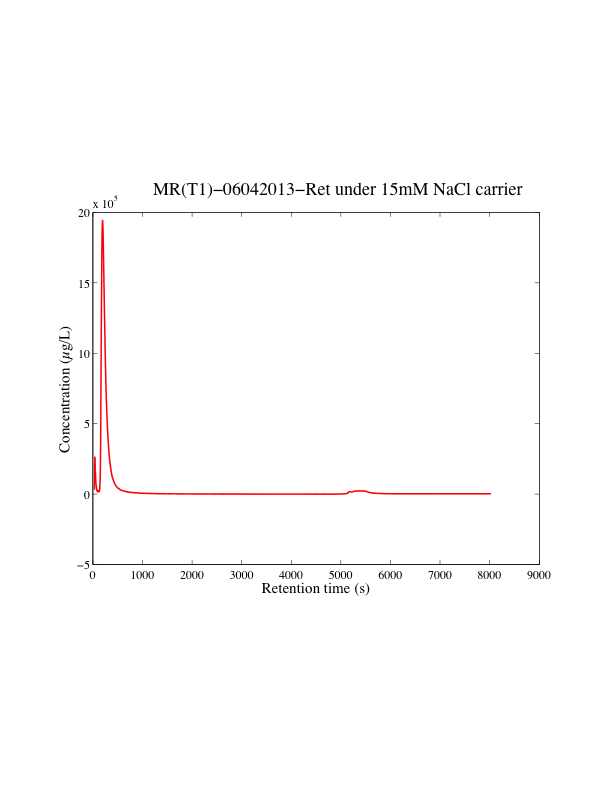 MR(T1)−06042013−Ret under 15mM NaCl carrier
x 10^5
20
15
10
5
0
−5
Concentration (µg/L)
0 1000 2000 3000 4000 5000 6000 7000 8000 9000
Retention time (s)